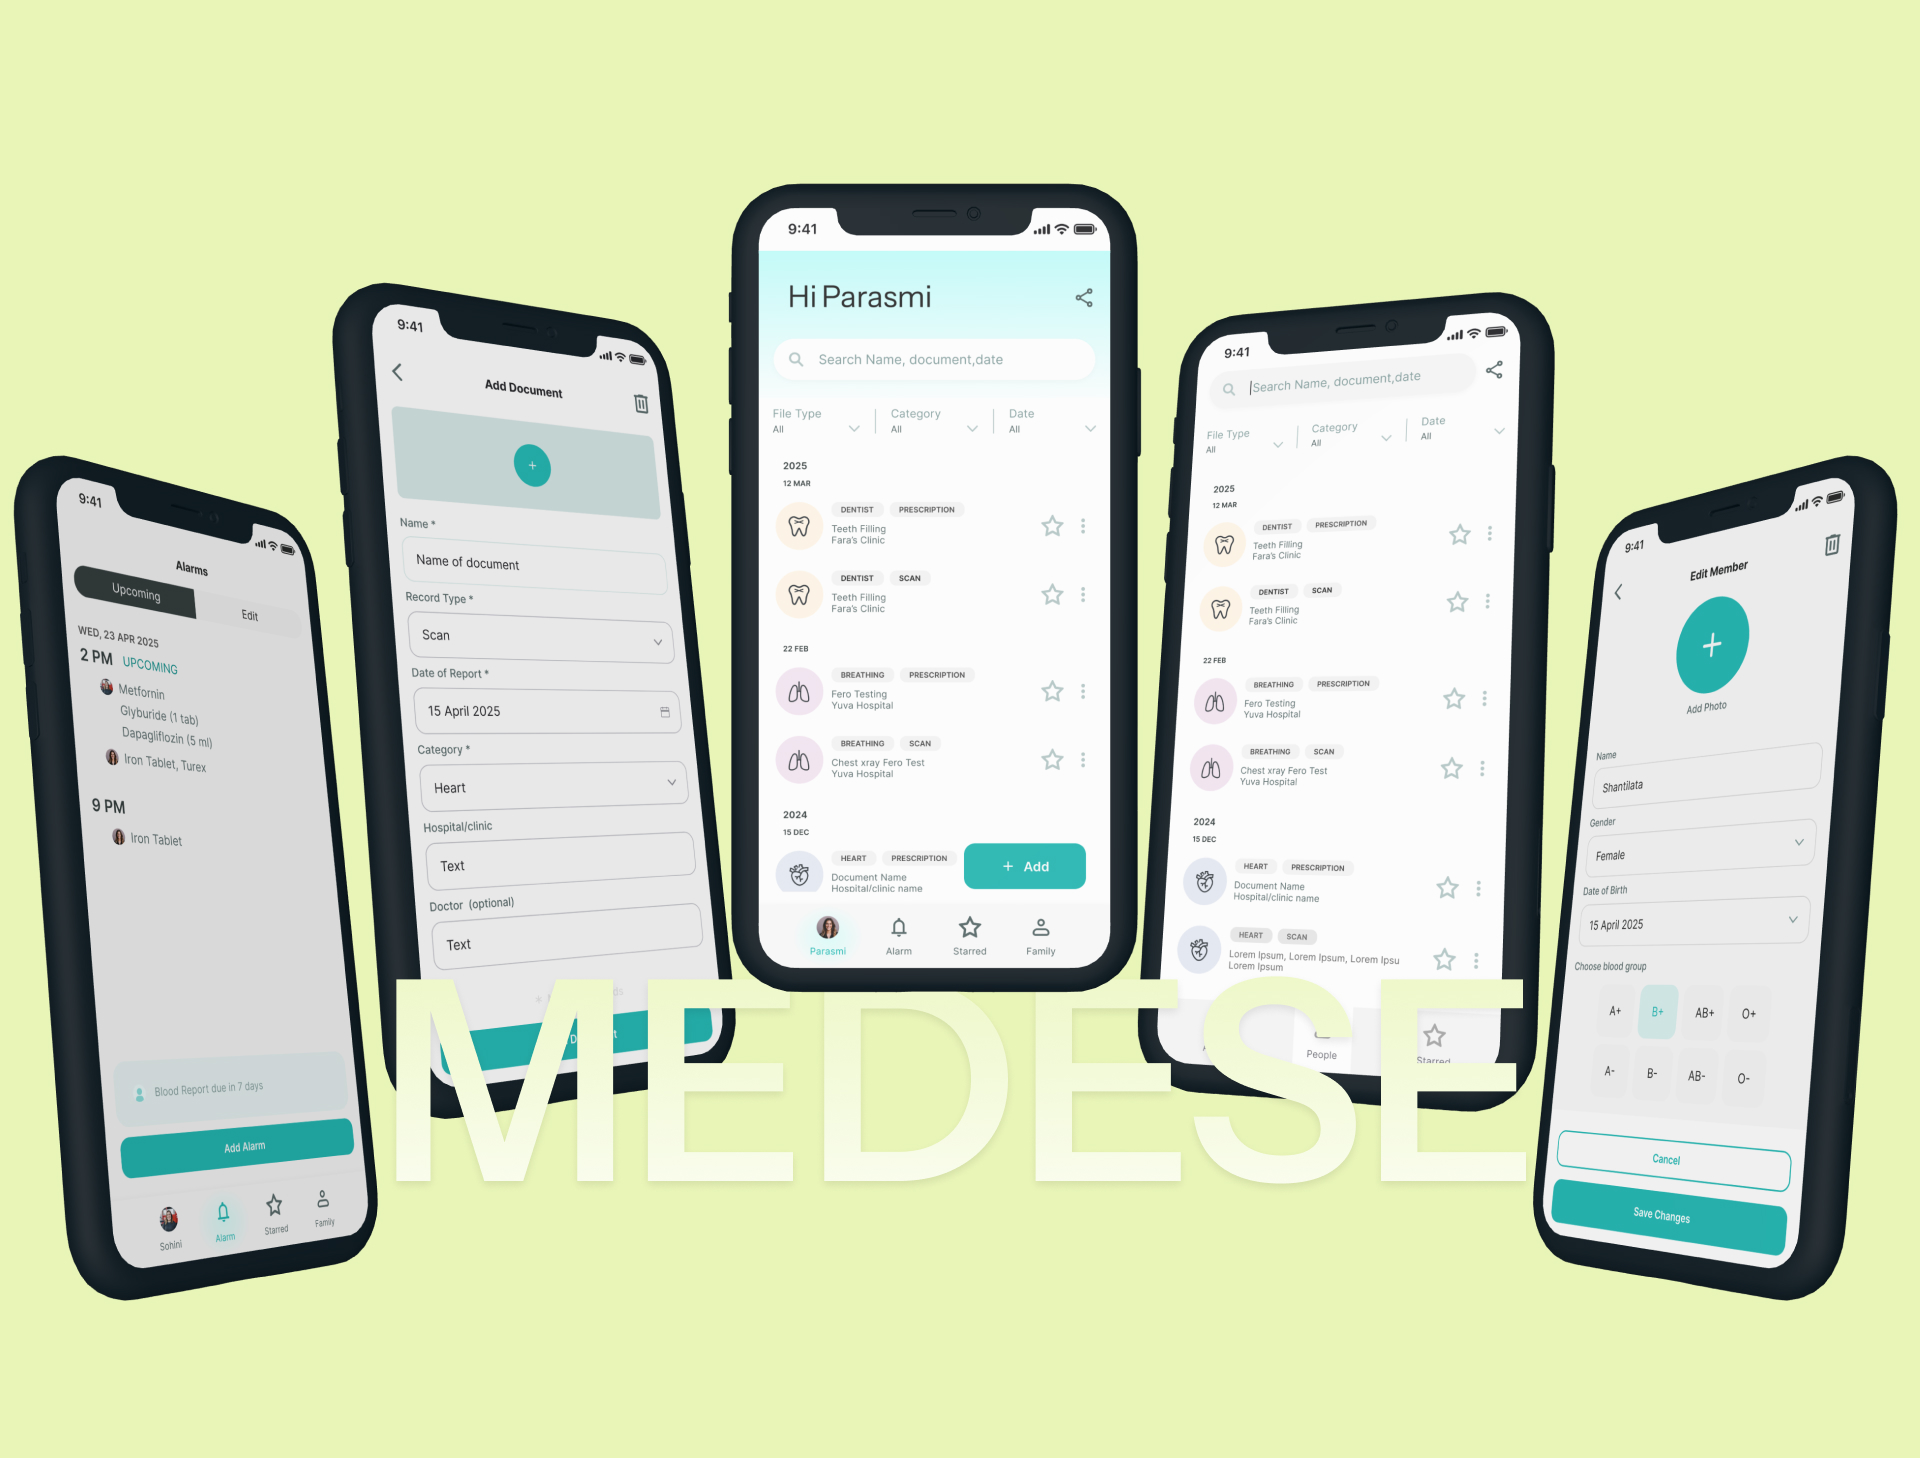 9:41
Alarms
Upcoming
Edit
WED, 23 APR 2025
2 PM UPCOMING
Metfornin
Glyburide (1 tab)
Dapagliflozin (5 ml)
Iron Tablet, Turex
9 PM
Iron Tablet
Blood Report due in 7 days
Add Alarm
Sohini
Alarm
Starred
Family
9:41
Add Document
+
Name *
Name of document
Record Type *
Scan
Date of Report *
15 April 2025
Category *
Heart
Hospital/clinic
Text
Doctor (optional)
Text
9:41
Hi Parasmi
Search Name, document,date
File Type
All
Category
All
Date
All
2025
12 MAR
DENTIST PRESCRIPTION
Teeth Filling
Fara's Clinic
DENTIST SCAN
Teeth Filling
Fara's Clinic
22 FEB
BREATHING PRESCRIPTION
Fero Testing
Yuva Hospital
BREATHING SCAN
Chest xray Fero Test
Yuva Hospital
2024
15 DEC
HEART PRESCRIPTION
Document Name
Hospital/clinic name
+ Add
Parasmi
Alarm
Starred
Family
9:41
Search Name, document,date
File Type
All
Category
All
Date
All
2025
12 MAR
DENTIST PRESCRIPTION
Teeth Filling
Fara's Clinic
DENTIST SCAN
Teeth Filling
Fara's Clinic
22 FEB
BREATHING PRESCRIPTION
Fero Testing
Yuva Hospital
BREATHING SCAN
Chest xray Fero Test
Yuva Hospital
2024
15 DEC
HEART PRESCRIPTION
Document Name
Hospital/clinic name
HEART SCAN
Lorem Ipsum, Lorem Ipsum, Lorem Ipsu
Lorem Ipsum
People
Starred
9:41
Edit Member
+
Add Photo
Name
Shantilata
Gender
Female
Date of Birth
15 April 2025
Choose blood group
A+ B+ AB+ O+
A- B- AB- O-
Cancel
Save Changes
MEDESE